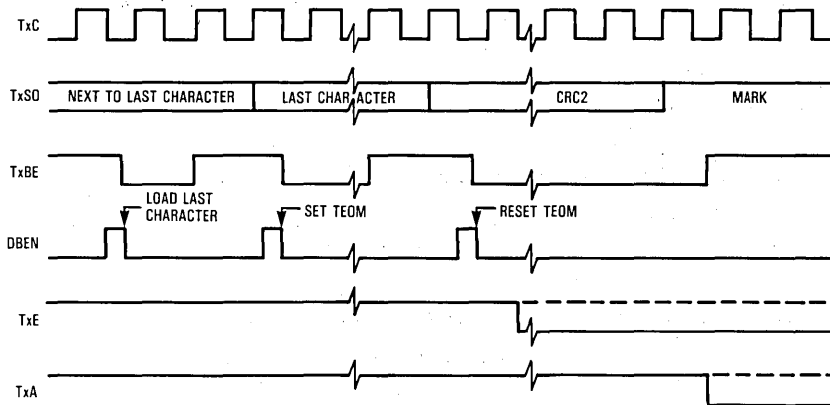 TxC
TxSO
NEXT TO LAST CHARACTER
LAST CHARACTER
CRC2
MARK
TxBE
LOAD LAST
CHARACTER
SET TEOM
RESET TEOM
DBEN
TxE
TxA